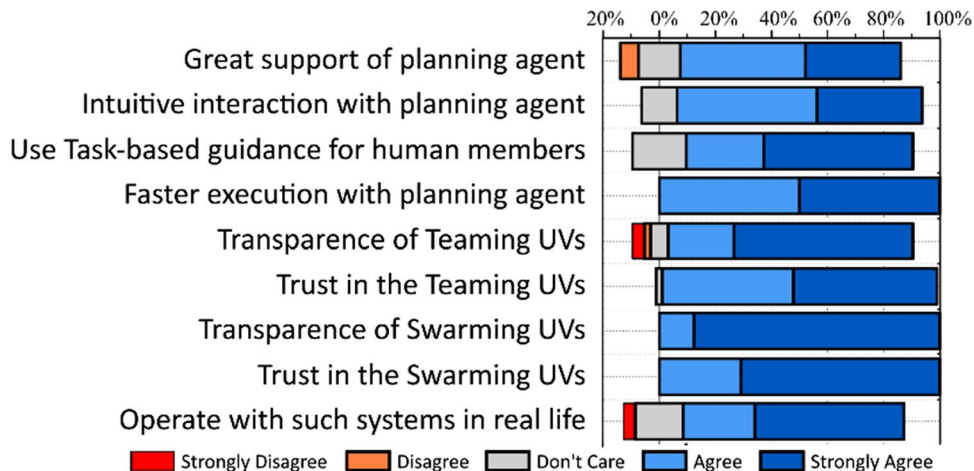 20% 0% 20% 40% 60% 80% 100%
Great support of planning agent
Intuitive interaction with planning agent
Use Task-based guidance for human members
Faster execution with planning agent
Transparence of Teaming UVs
Trust in the Teaming UVs
Transparence of Swarming UVs
Trust in the Swarming UVs
Operate with such systems in real life
Strongly Disagree Disagree Don't Care Agree Strongly Agree